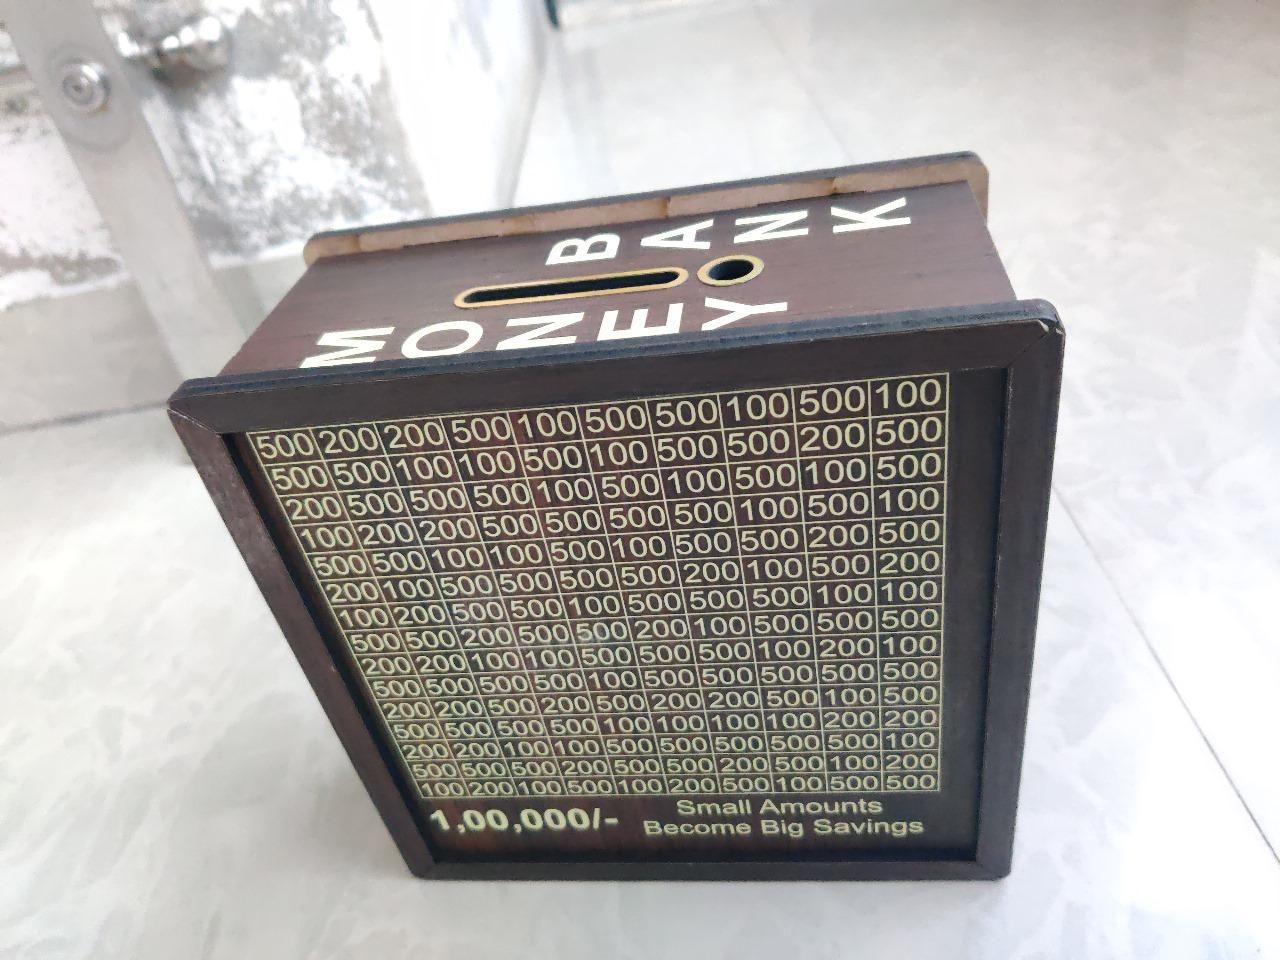 BANK
MONEY
500 200 200 500 100 500 500 100 500 100
500 500 100 100 500 100 500 500 200 500
200 500 500 500 100 500 100 500 100 500
100 200 200 500 500 500 500 100 500 100
500 500 100 100 500 100 500 500 200 500
200 100 500 500 500 500 200 100 500 200
100 200 500 500 100 500 500 500 100 100
500 500 200 500 500 200 100 500 500 500
200 200 100 100 500 500 500 100 200 100
500 500 500 500 100 500 500 500 500 500
200 200 500 200 500 200 200 500 100 500
500 500 500 500 100 100 100 100 200 200
200 200 100 100 500 500 500 500 500 100
500 500 500 200 500 500 200 500 100 200
100 200 100 500 100 200 500 100 500 500
1,00,000/-
Small Amounts
Become Big Savings